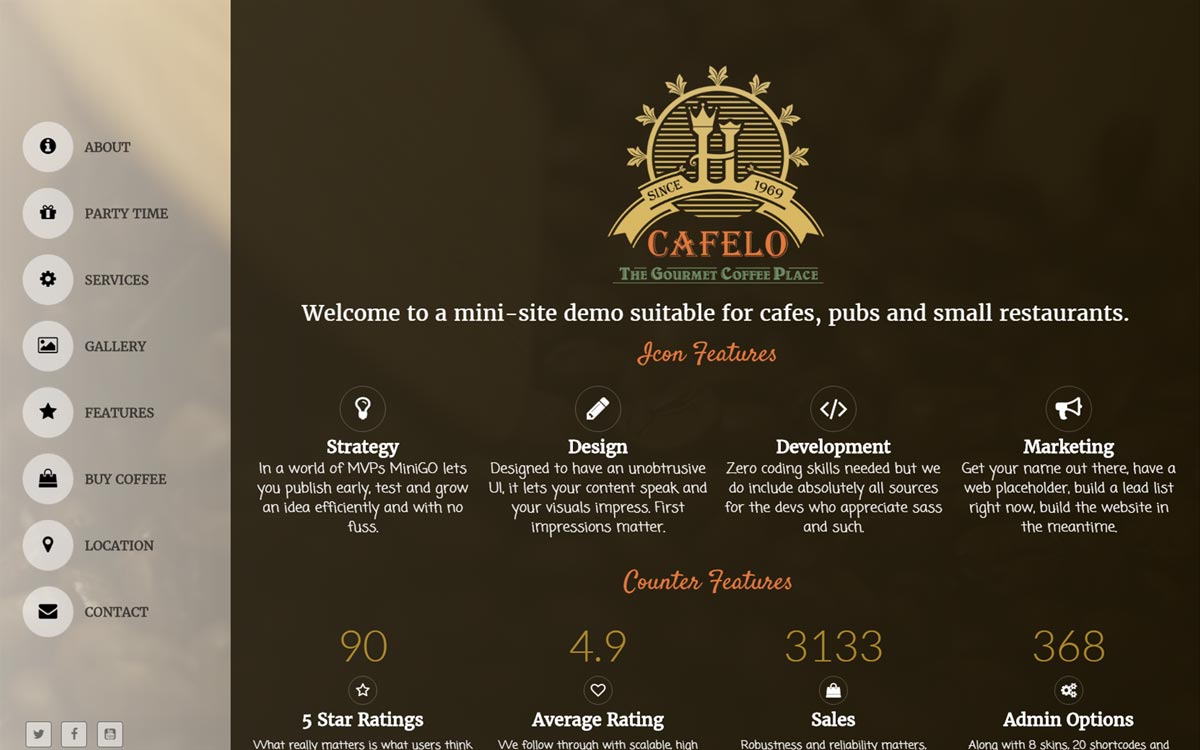 ABOUT
PARTY TIME
SERVICES
GALLERY
FEATURES
BUY COFFEE
LOCATION
CONTACT
H
SINCE 1969
CAFELO
THE GOURMET COFFEE PLACE
Welcome to a mini-site demo suitable for cafes, pubs and small restaurants.
Icon Features
Strategy
In a world of MVPs MiniGO lets
you publish early, test and grow
an idea efficiently and with no
fuss.
Design
Designed to have an unobtrusive
UI, it lets your content speak and
your visuals impress. First
impressions matter.
Development
Zero coding skills needed but we
do include absolutely all sources
for the devs who appreciate sass
and such.
Marketing
Get your name out there, have a
web placeholder, build a lead list
right now, build the website in
the meantime.
Counter Features
90
5 Star Ratings
What really matters is what users think
4.9
Average Rating
We follow through with scalable, high
3133
Sales
Robustness and reliability matters,
368
Admin Options
Along with 8 skins, 20 shortcodes and